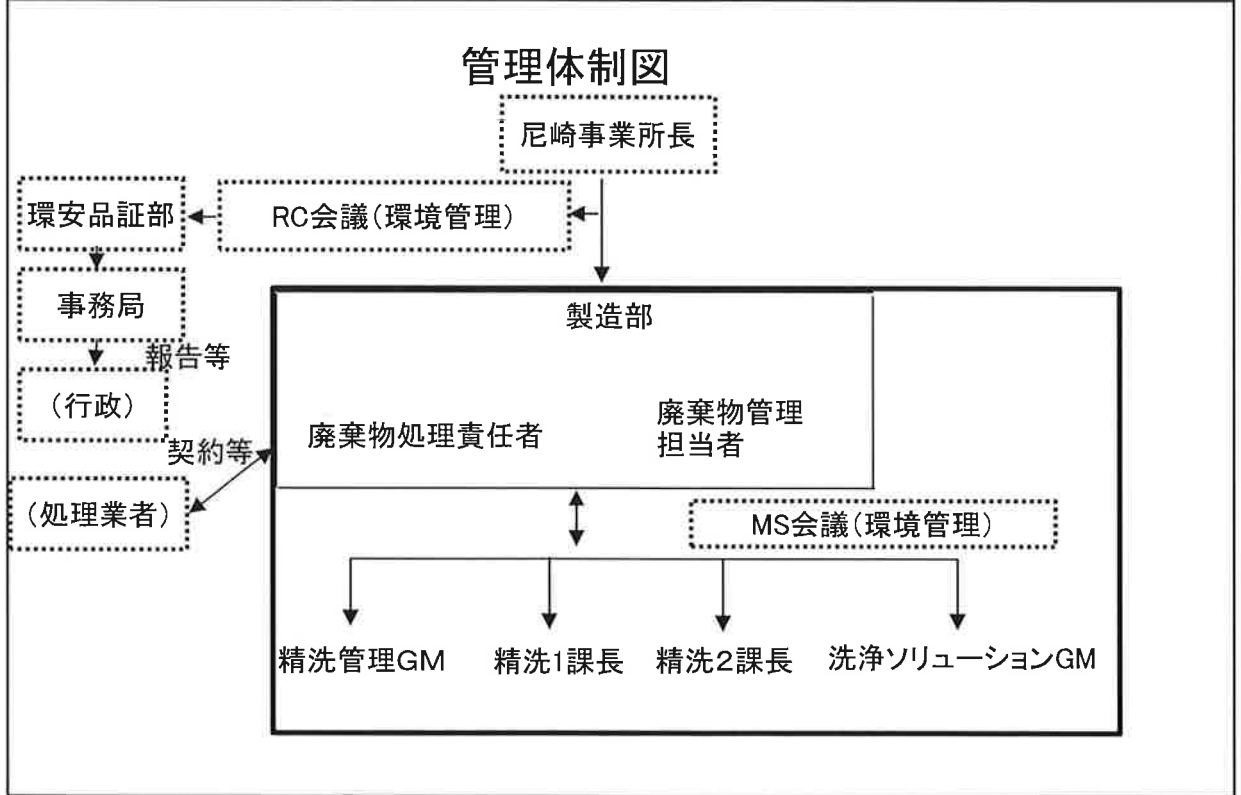 管理体制図
尼崎事業所長
環安品証部
RC会議(環境管理)
事務局
製造部
報告等
(行政)
廃棄物処理責任者
廃棄物管理
担当者
契約等
(処理業者)
MS会議(環境管理)
精洗管理GM
精洗1課長
精洗2課長
洗浄ソリューションGM